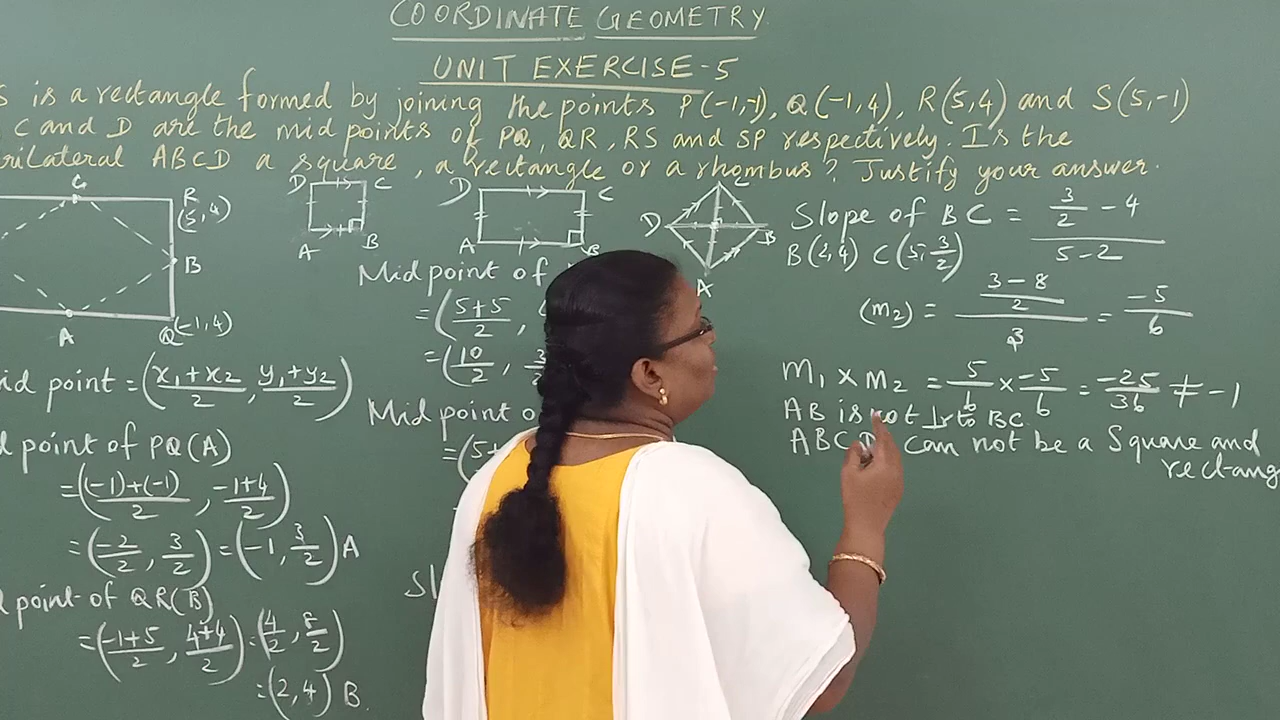 COORDINATE GEOMETRY
UNIT EXERCISE-5
S is a rectangle formed by joining the points P(-1,-1), Q(-1,4), R(5,4) and S(5,-1)
C and D are the mid points of PQ, QR, RS and SP respectively. Is the
rilateral ABCD a square, a rectangle or a rhombus? Justify your answer.
C
R
(5,4)
B
A
Q(-1,4)
D C
A B
D C
A B
C
D B
A
id point = (x₁+x₂/2, y₁+y₂/2)
d point of PQ(A)
= ((-1)+(-1)/2, -1+4/2)
= (-2/2, 3/2) = (-1, 3/2) A
d point of QR(B)
= (-1+5/2, 4+4/2) = (4/2, 8/2)
= (2,4) B
Midpoint of
= (5+5/2,
= (10/2, 3
Mid point o
= (5+
Sl
Slope of BC = 3/2 - 4 / 5-2
B(2,4) C(5, 3/2)
(m₂) = 3-8/2 / 3 = -5/6
m₁ × m₂ = 5/6 × -5/6 = -25/36 ≠ -1
AB is not ⊥r to BC
ABCD can not be a Square and
rectang